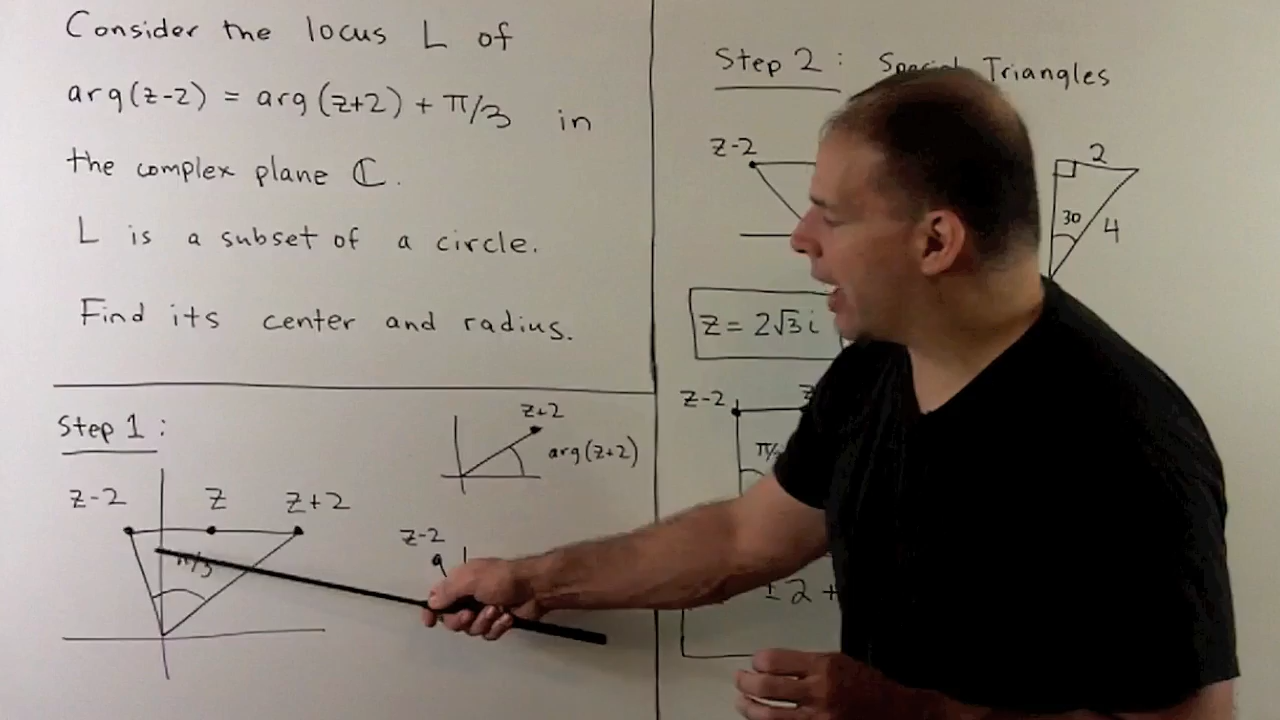 Consider the locus L of
arg(z-2) = arg(z+2) + π/3 in
the complex plane ℂ.
L is a subset of a circle.
Find its center and radius.
Step 1:
z-2 z z+2
π/3
z+2
arg(z+2)
z-2
Step 2: Triangles
z-2
2
30
4
z = 2√3 i
z-2
± 2 +